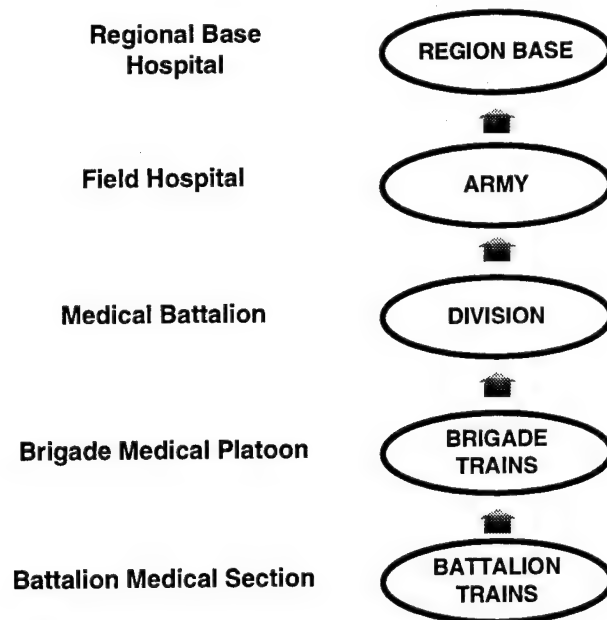 Regional Base
Hospital
REGION BASE
Field Hospital
ARMY
Medical Battalion
DIVISION
Brigade Medical Platoon
BRIGADE
TRAINS
Battalion Medical Section
BATTALION
TRAINS